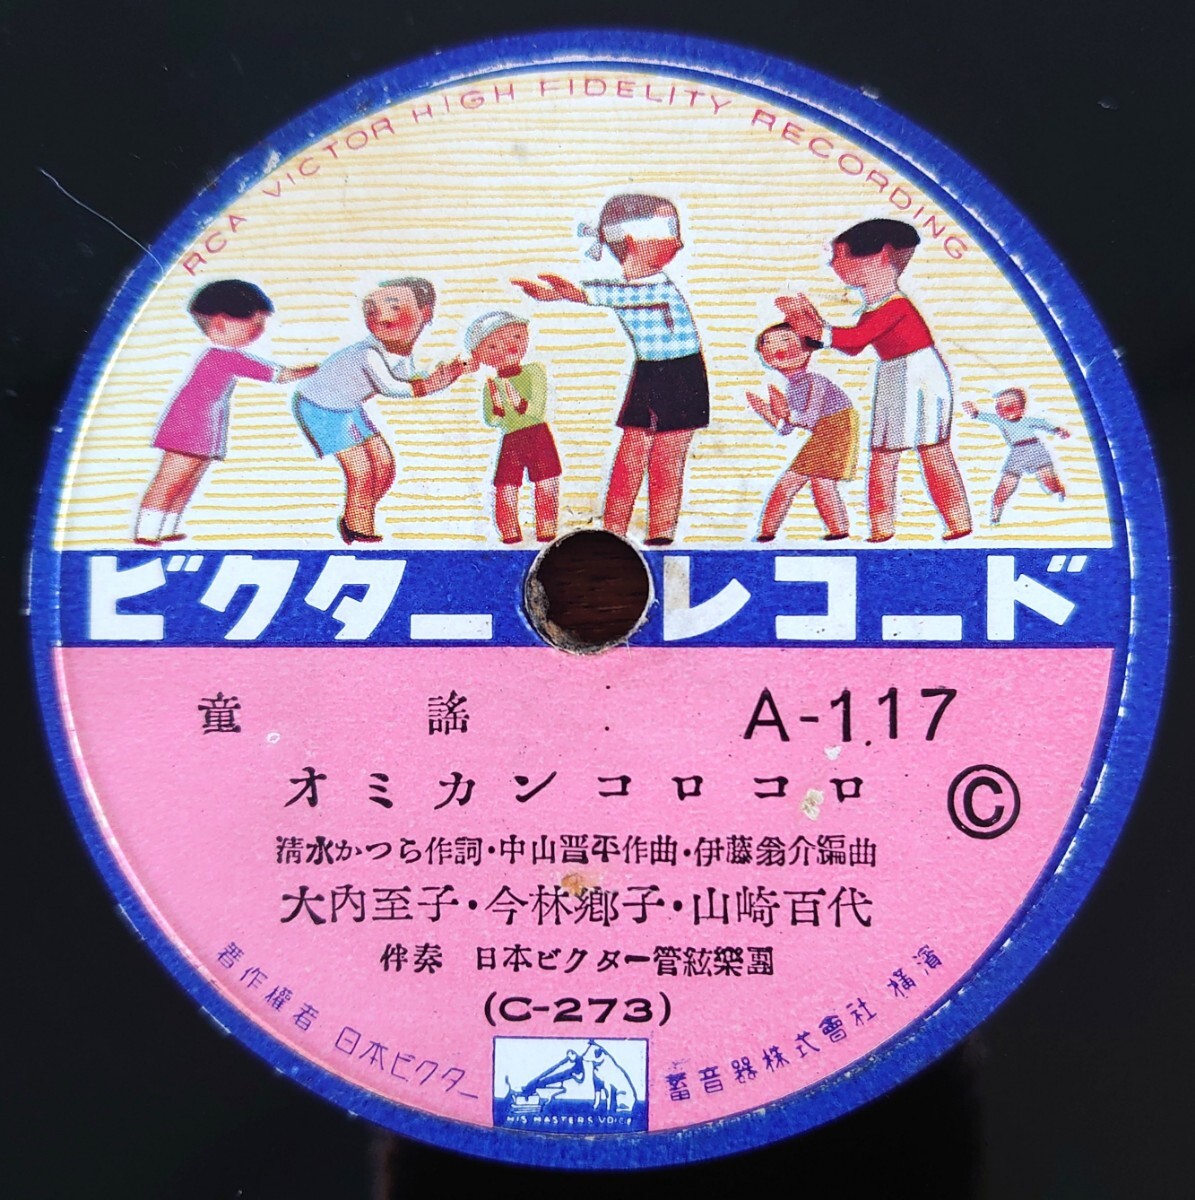 RCA VICTOR HIGH FIDELITY RECORDING
ビクターレコード
童謠 A-117
オミカンコロコロ
Ⓒ
清水かつら作詞・中山晋平作曲・伊藤翁介編曲
大内至子・今林郷子・山崎百代
伴奏 日本ビクター管絃樂團
(C-273)
著作權者 日本ビクター蓄音器株式會社 橫濱
HIS MASTERS VOICE